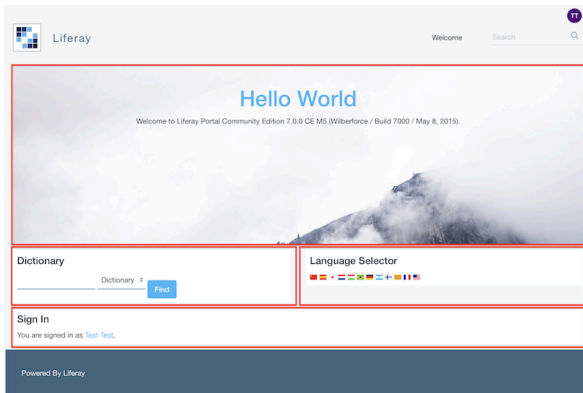 TT
Liferay
Welcome
Search
Hello World
Welcome to Liferay Portal Community Edition 7.0.0 CE M5 (Wilberforce / Build 7000 / May 8, 2015).
Dictionary
Dictionary
Find
Language Selector
Sign In
You are signed in as Test Test.
Powered By Liferay